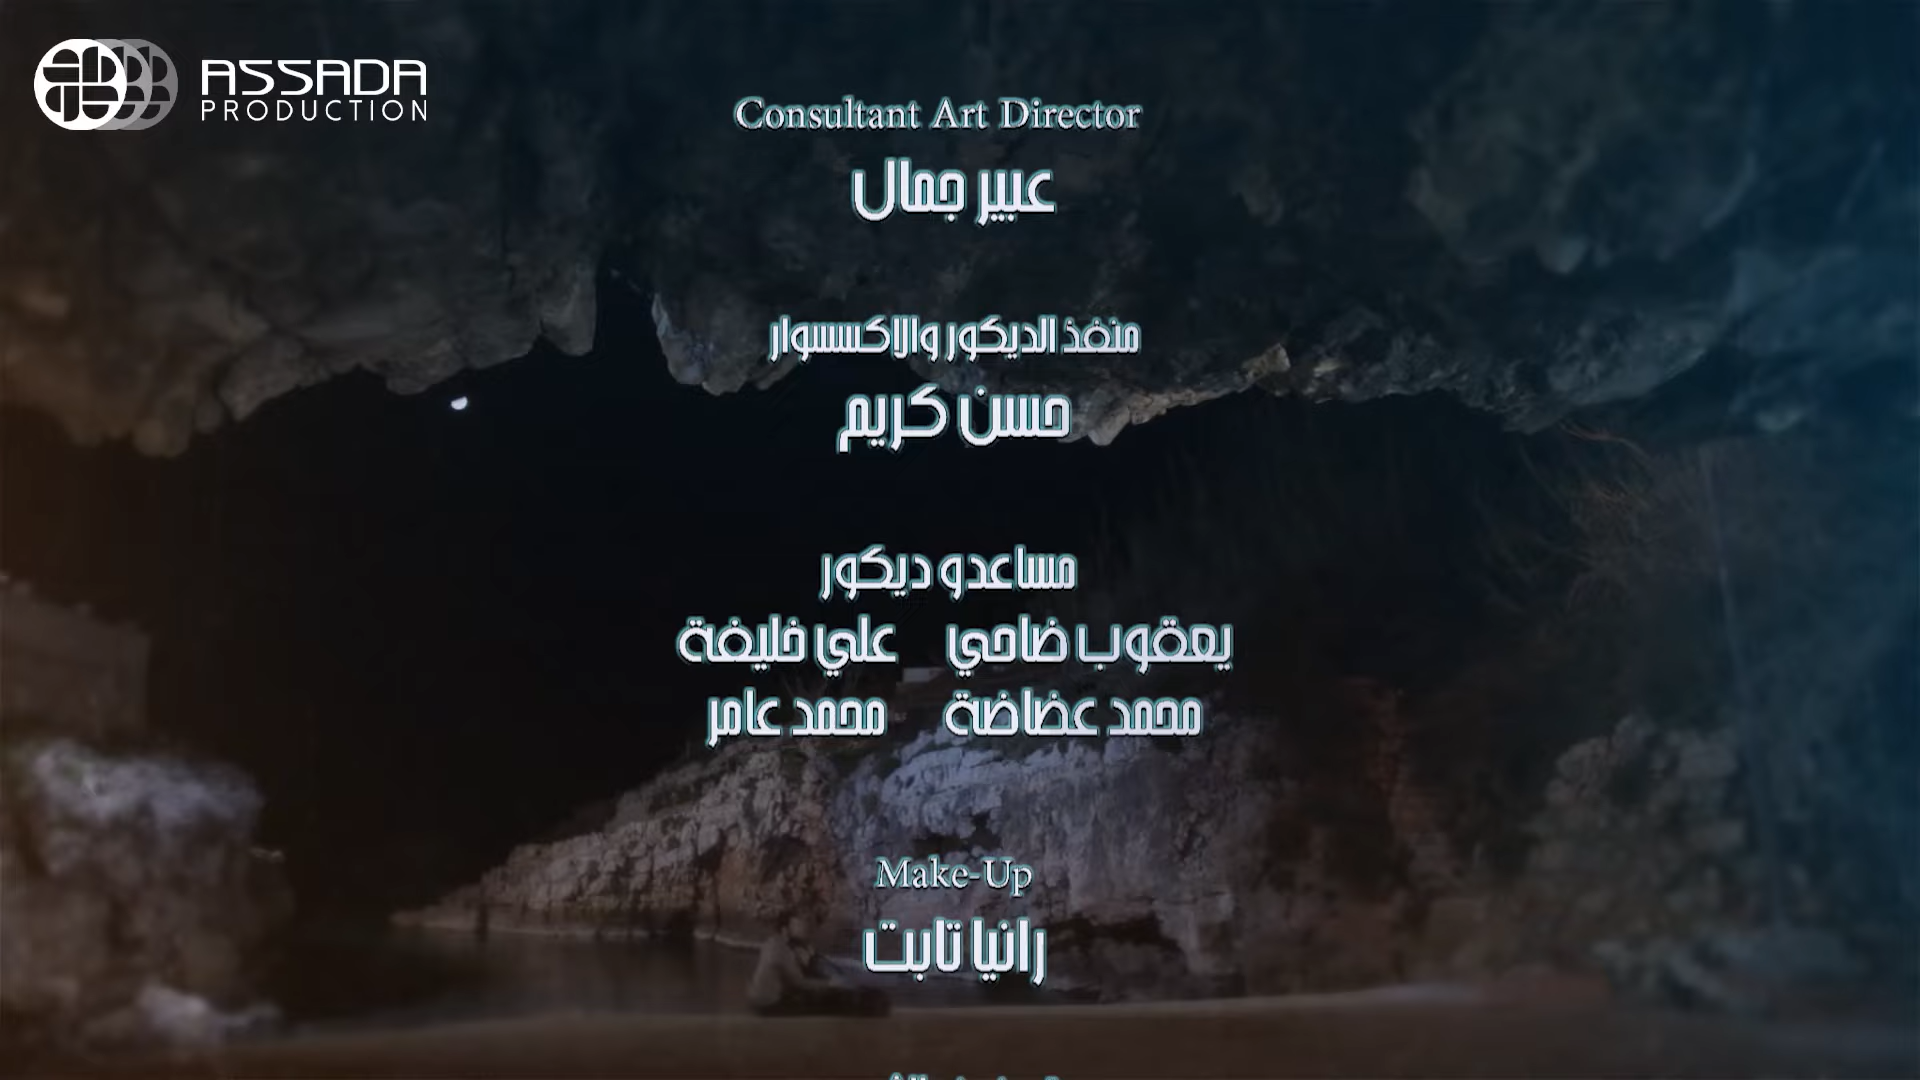 ASSADA
PRODUCTION
Consultant Art Director
عبير جمال
منفذ الديكور والاكسسوار
حسن كريم
مساعدو ديكور
يعقوب ضاحي علي خليفة
محمد عضاضة محمد عامر
Make-Up
رانيا تابت